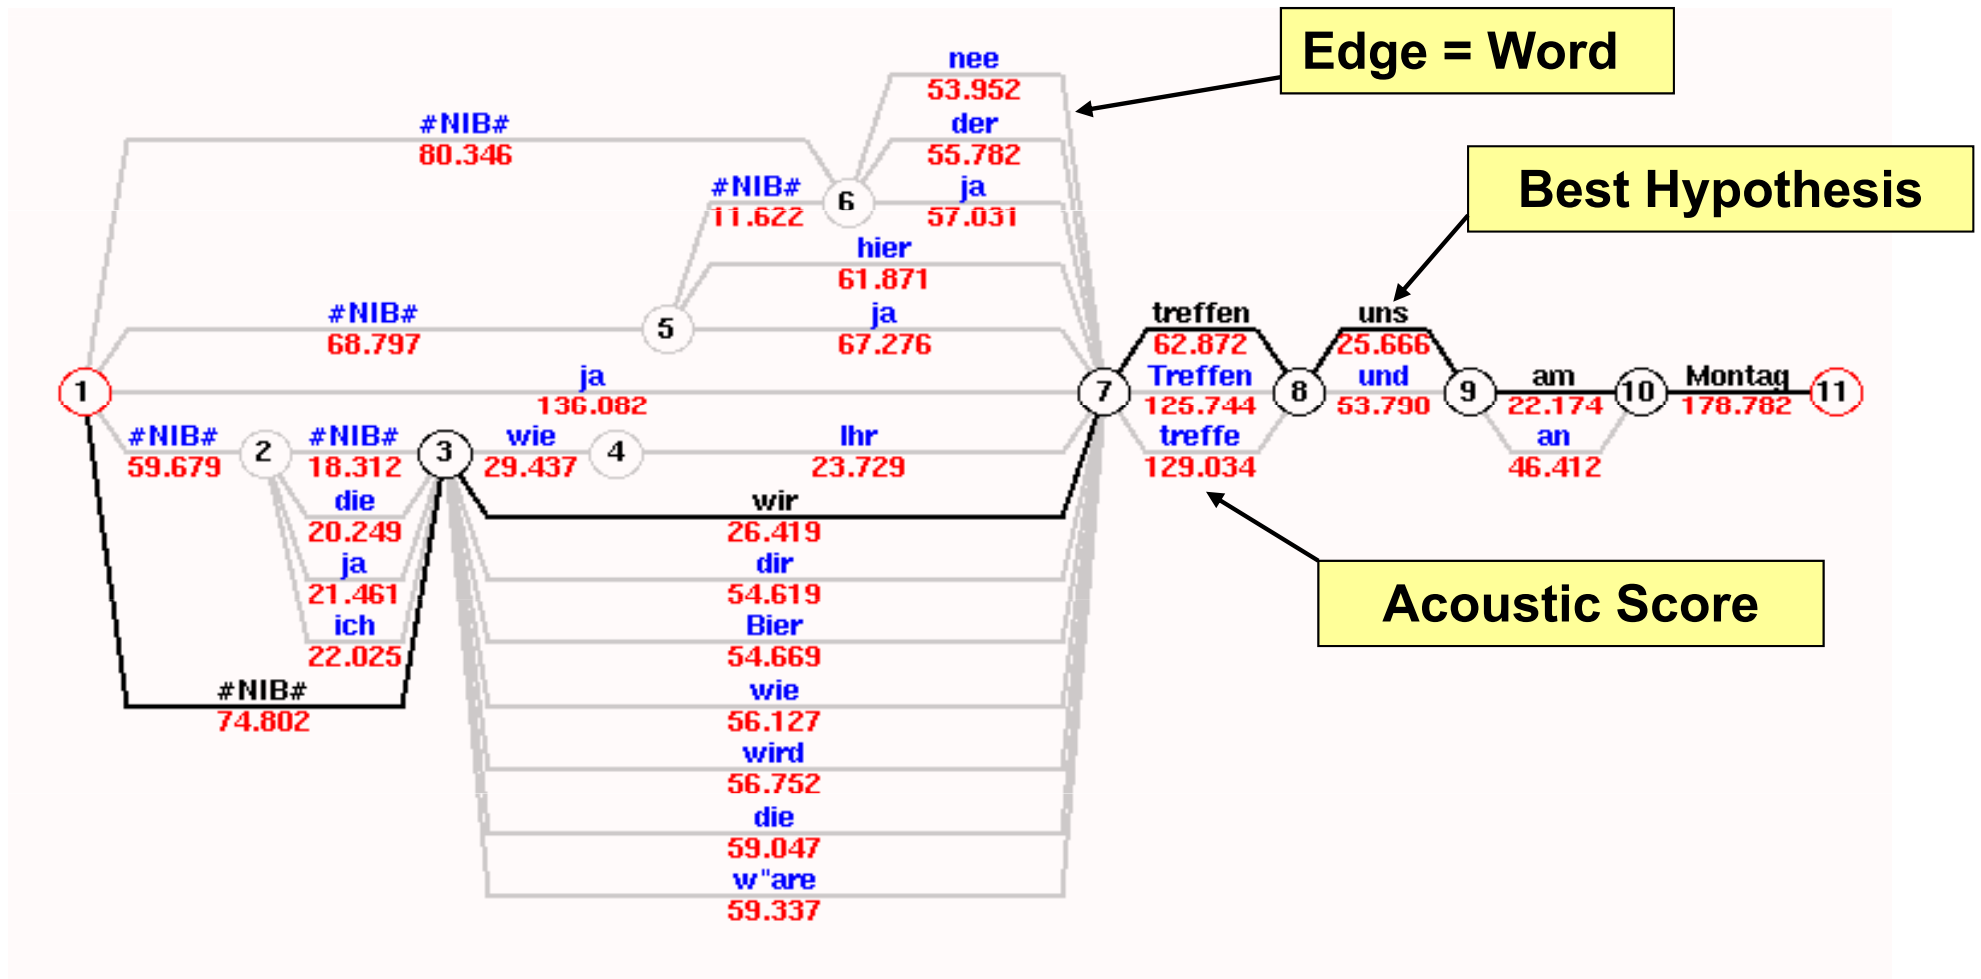 Edge = Word
Best Hypothesis
Acoustic Score
nee
53.952
#NIB#
80.346
der
55.782
#NIB#
11.622
6
ja
57.031
hier
61.871
#NIB#
68.797
5
ja
67.276
treffen
62.872
uns
25.666
1
ja
136.082
7
Treffen
125.744
8
und
53.790
9
am
22.174
10
Montag
178.782
11
#NIB#
59.679
2
#NIB#
18.312
3
wie
29.437
4
Ihr
23.729
treffe
129.034
an
46.412
die
20.249
wir
26.419
ja
21.461
dir
54.619
ich
22.025
Bier
54.669
#NIB#
74.802
wie
56.127
wird
56.752
die
59.047
w"are
59.337